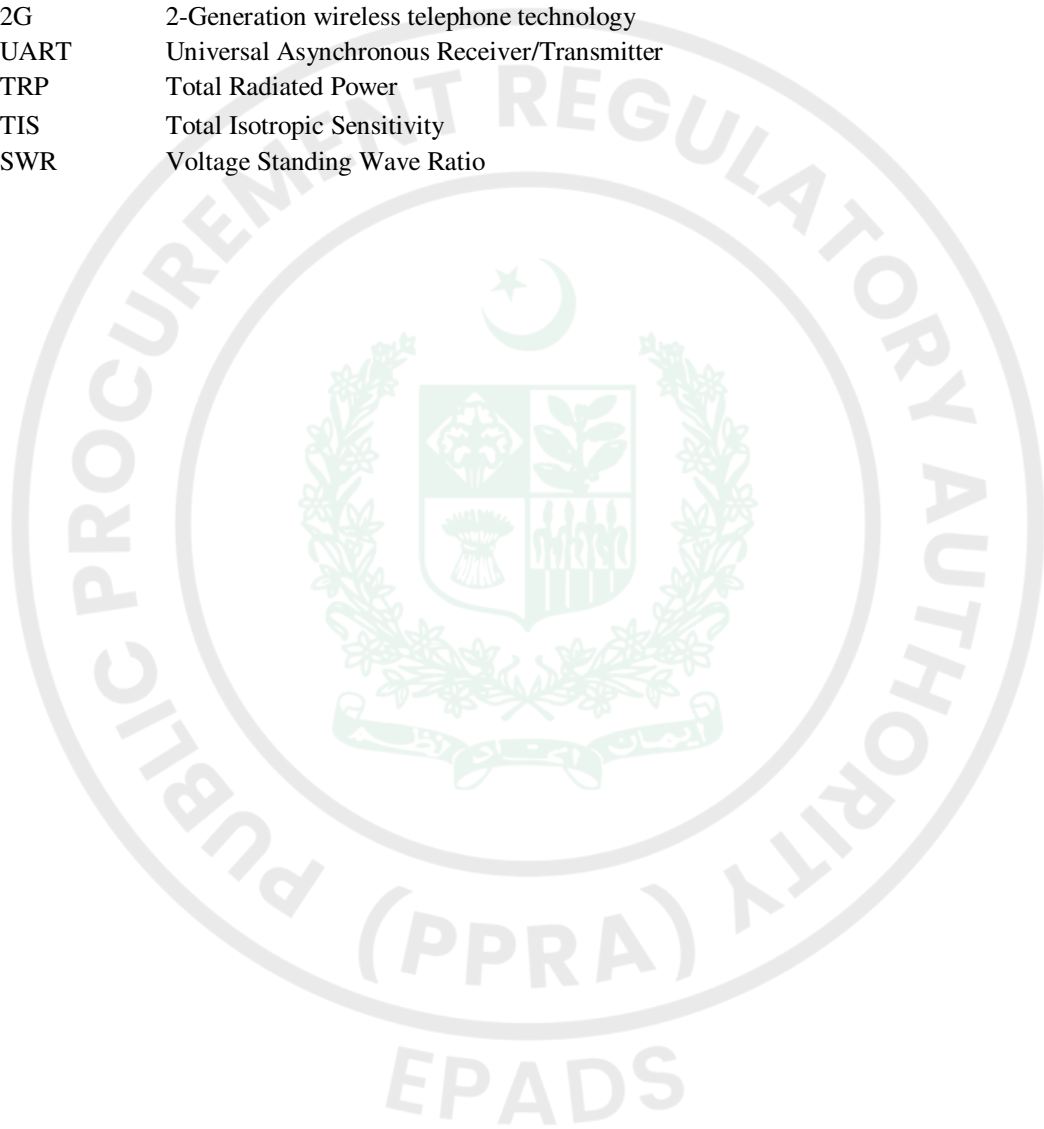 2G 2-Generation wireless telephone technology
UART Universal Asynchronous Receiver/Transmitter
TRP Total Radiated Power
TIS Total Isotropic Sensitivity
SWR Voltage Standing Wave Ratio
PUBLIC PROCUREMENT REGULATORY AUTHORITY
(PPRA)
EPADS